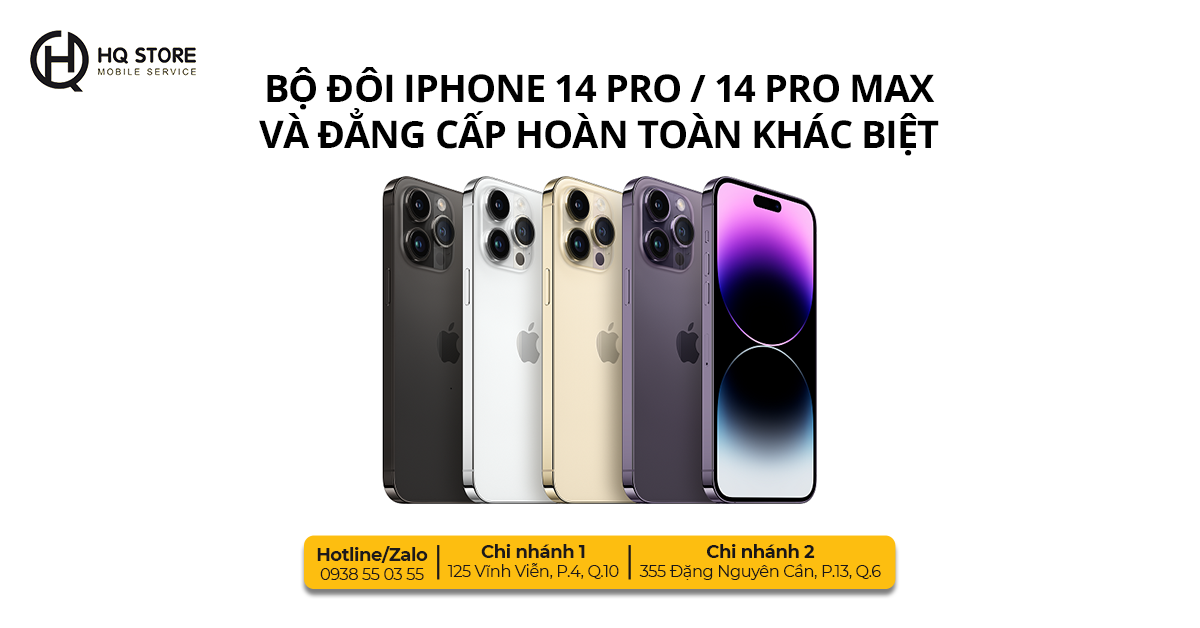 HQ STORE
MOBILE SERVICE
BỘ ĐÔI IPHONE 14 PRO / 14 PRO MAX
VÀ ĐẲNG CẤP HOÀN TOÀN KHÁC BIỆT
Hotline/Zalo
0938 55 03 55
Chi nhánh 1
125 Vĩnh Viễn, P.4, Q.10
Chi nhánh 2
355 Đặng Nguyên Cẩn, P.13, Q.6